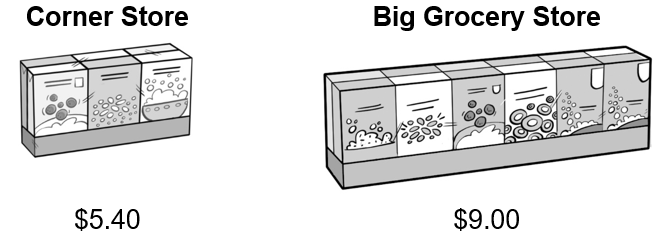 Corner Store
Big Grocery Store
$5.40
$9.00